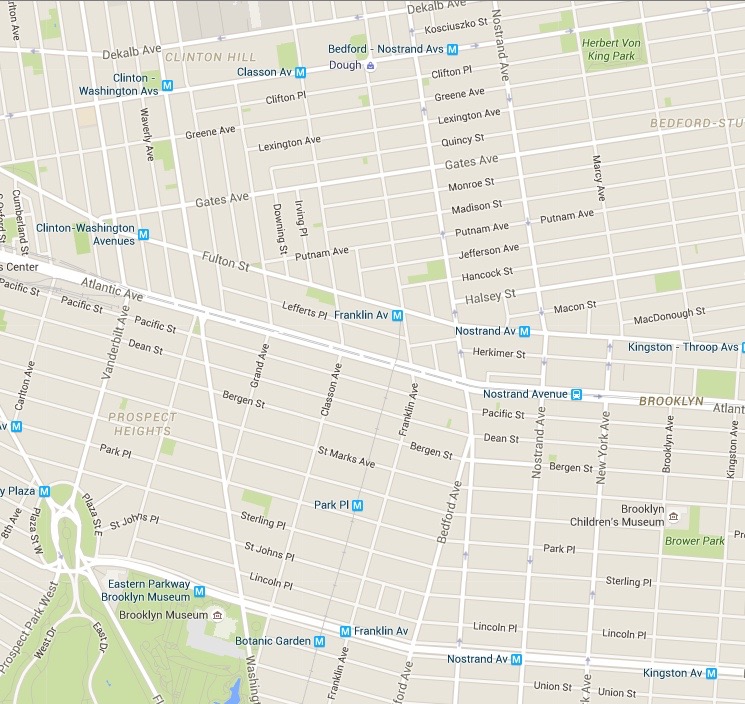 Dekalb Ave
Nostrand Ave
Kosciuszko St
Dekalb Ave
CLINTON HILL
Bedford - Nostrand Avs
Herbert Von
King Park
Dough
Clinton -
Washington Avs
Classon Av
Clifton Pl
Clifton Pl
Greene Ave
Waverly Ave
Greene Ave
Lexington Ave
BEDFORD-STU
Lexington Ave
Quincy St
Gates Ave
Marcy Ave
Monroe St
Gates Ave
Cumberland St
S Oxford St
Downing St
Irving Pl
Madison St
Putnam Ave
Clinton-Washington
Avenues
Putnam Ave
Putnam Ave
Jefferson Ave
s Center
Fulton St
Hancock St
Atlantic Ave
Pacific St
Pacific St
Halsey St
Lefferts Pl
Franklin Av
Macon St
MacDonough St
Pacific St
Vanderbilt Ave
Nostrand Av
Dean St
Herkimer St
Kingston - Throop Avs
Grand Ave
Classon Ave
Carlton Ave
Bergen St
Franklin Ave
Nostrand Avenue
BROOKLYN
Atlant
PROSPECT
HEIGHTS
Pacific St
Av
Dean St
Nostrand Ave
New York Ave
Brooklyn Ave
Kingston Ave
Park Pl
St Marks Ave
Bergen St
Bergen St
y Plaza
Plaza St E
Park Pl
Bedford Ave
8th Ave
Plaza St W
St Johns Pl
Sterling Pl
Brooklyn
Children's Museum
Brower Park
Pr
St Johns Pl
Park Pl
Eastern Parkway
Brooklyn Museum
Lincoln Pl
Sterling Pl
Brooklyn Museum
Prospect Park West
West Dr
East Dr
Botanic Garden
Franklin Av
Lincoln Pl
Lincoln Pl
Nostrand Av
Kingston Av
Washing
Franklin Ave
ford Ave
Union St
k Ave
Union St
Fl